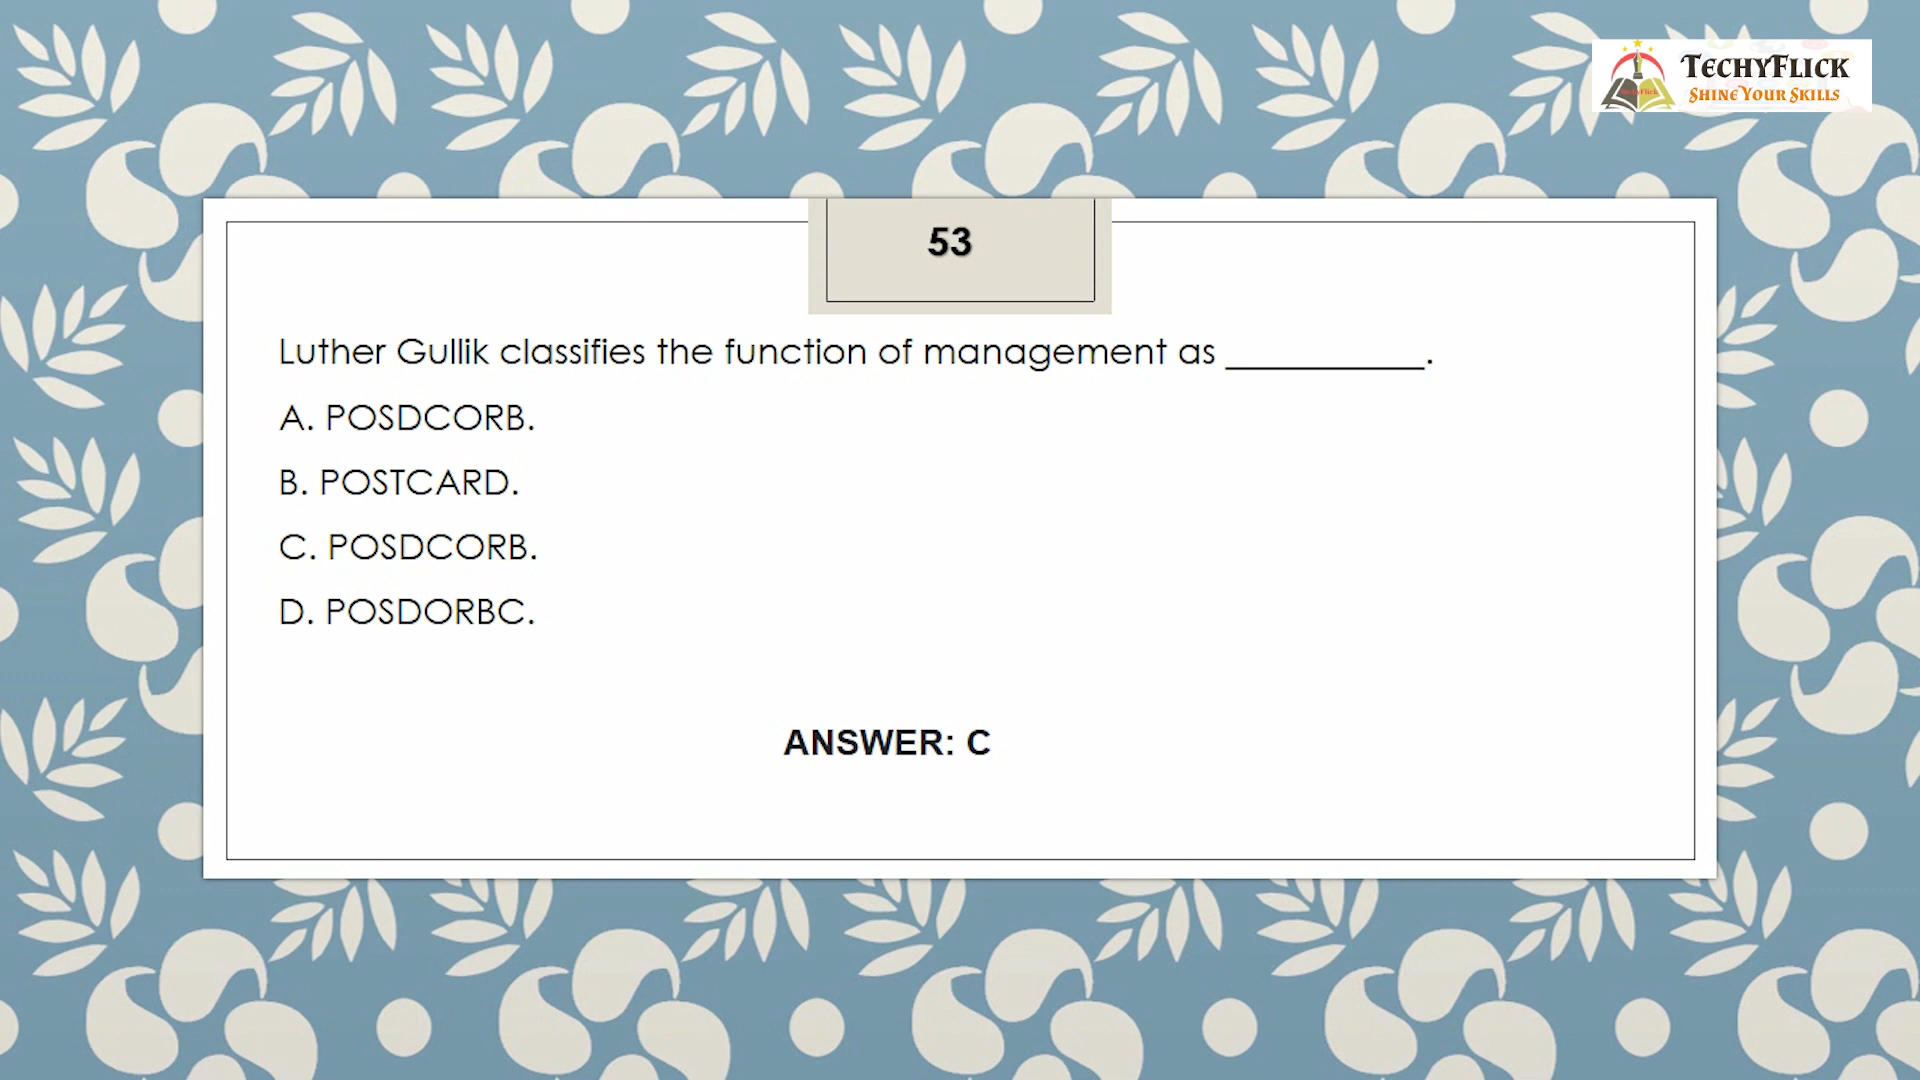 TECHYFLICK
SHINE YOUR SKILLS
53
Luther Gullik classifies the function of management as ___________.
A. POSDCORB.
B. POSTCARD.
C. POSDCORB.
D. POSDORBC.
ANSWER: C